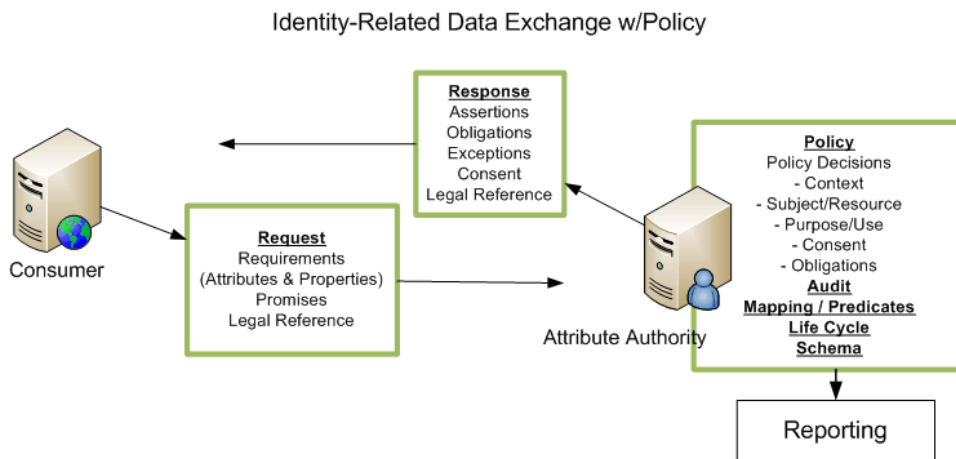 Identity-Related Data Exchange w/Policy
Response
Assertions
Obligations
Exceptions
Consent
Legal Reference
Consumer
Request
Requirements
(Attributes & Properties)
Promises
Legal Reference
Attribute Authority
Policy
Policy Decisions
- Context
- Subject/Resource
- Purpose/Use
- Consent
- Obligations
Audit
Mapping / Predicates
Life Cycle
Schema
Reporting